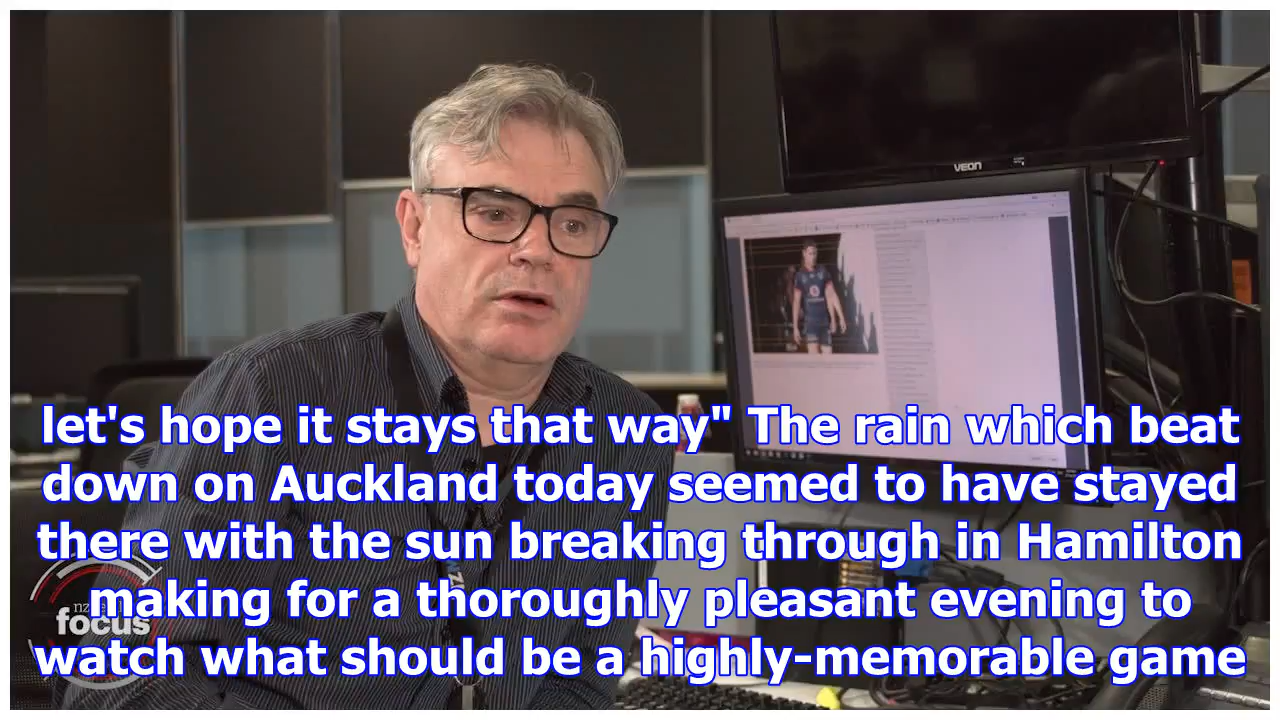 VEON
let's hope it stays that way" The rain which beat
down on Auckland today seemed to have stayed
there with the sun breaking through in Hamilton
making for a thoroughly pleasant evening to
watch what should be a highly-memorable game
focus